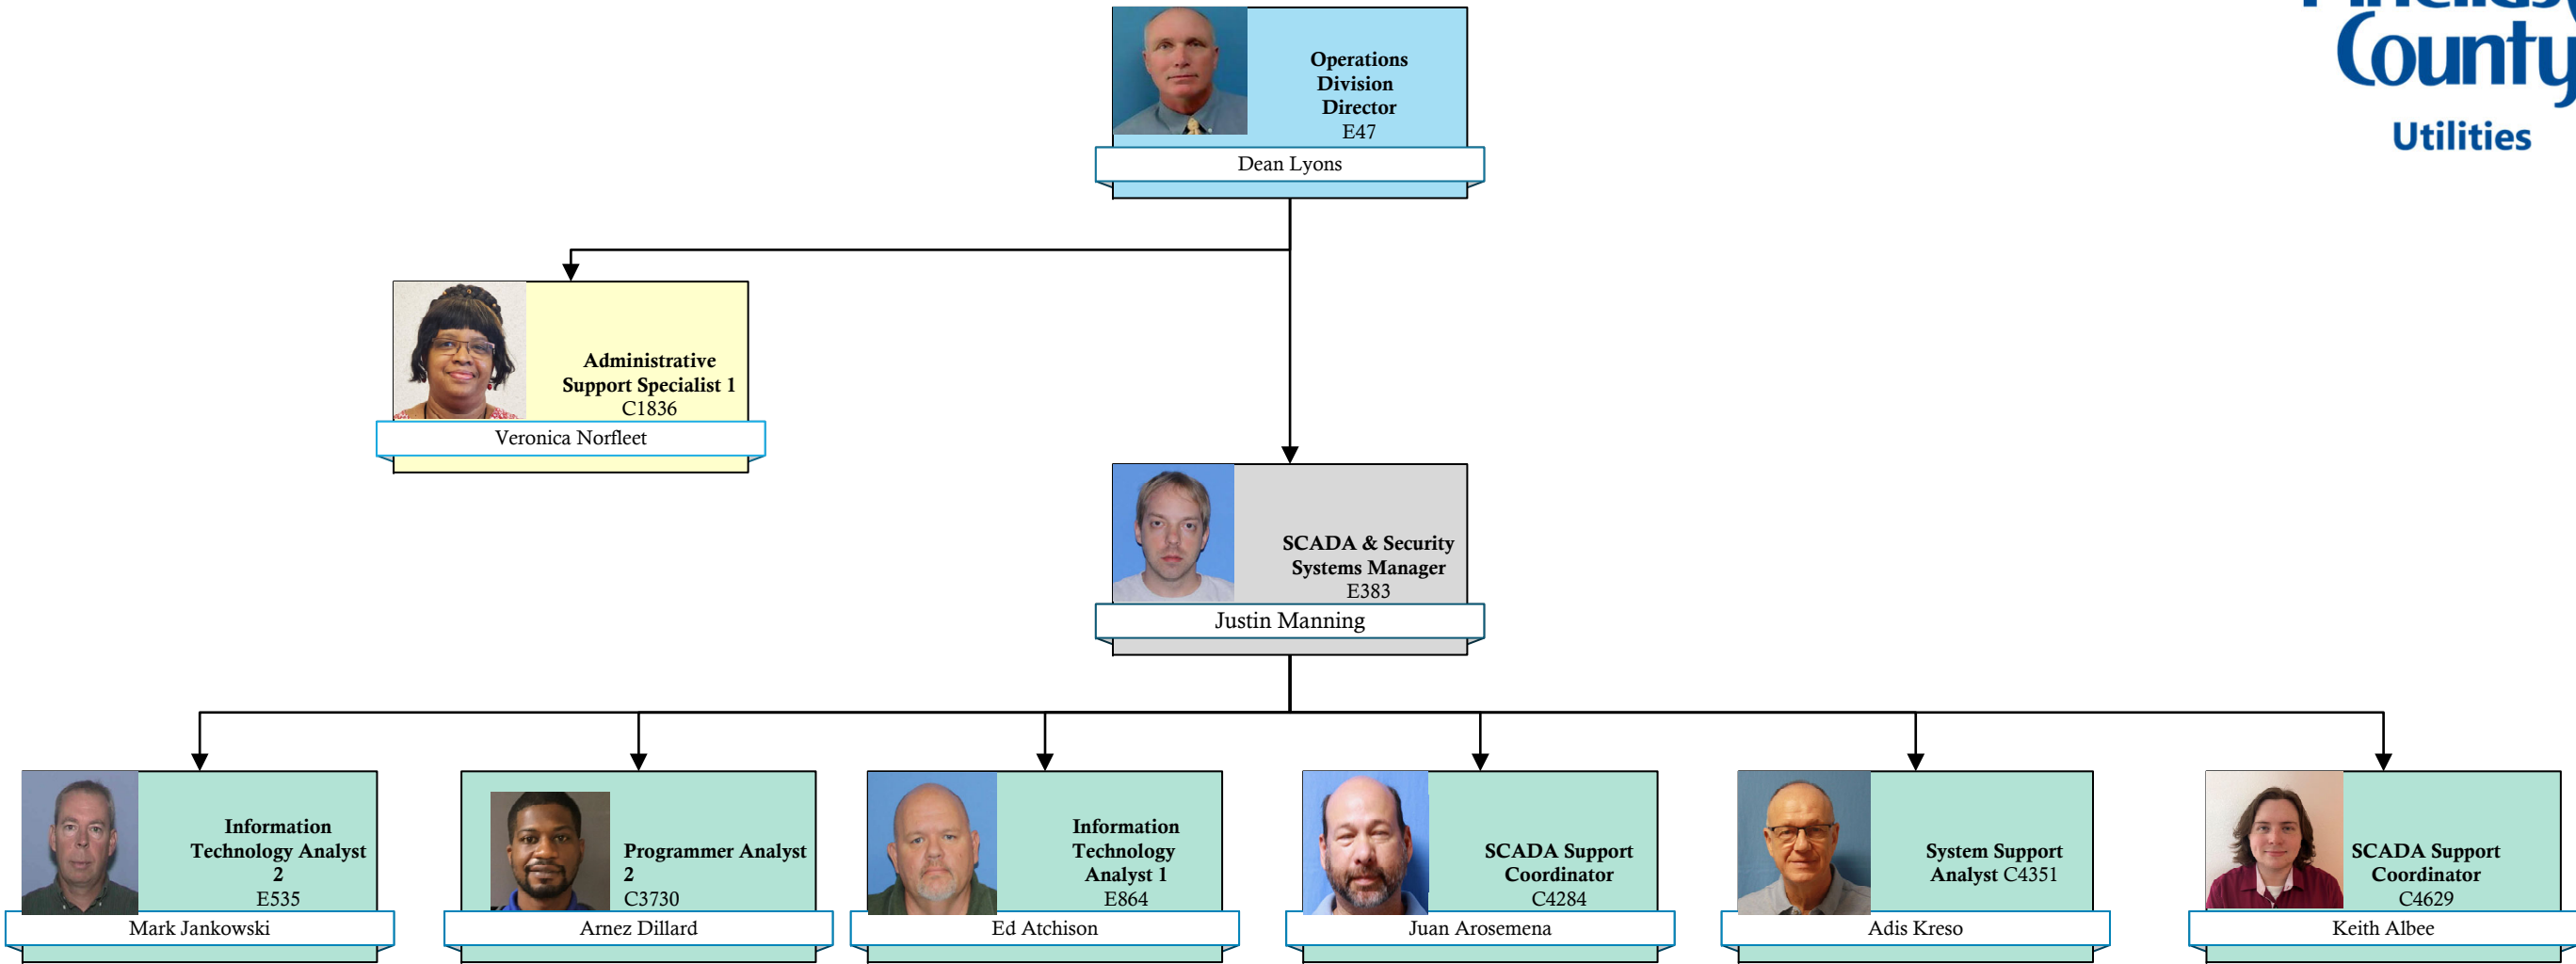 County
Utilities
Operations
Division
Director
E47
Dean Lyons
Administrative
Support Specialist 1
C1836
Veronica Norfleet
SCADA & Security
Systems Manager
E383
Justin Manning
Information
Technology Analyst
2
E535
Mark Jankowski
Programmer Analyst
2
C3730
Arnez Dillard
Information
Technology
Analyst 1
E864
Ed Atchison
SCADA Support
Coordinator
C4284
Juan Arosemena
System Support
Analyst C4351
Adis Kreso
SCADA Support
Coordinator
C4629
Keith Albee